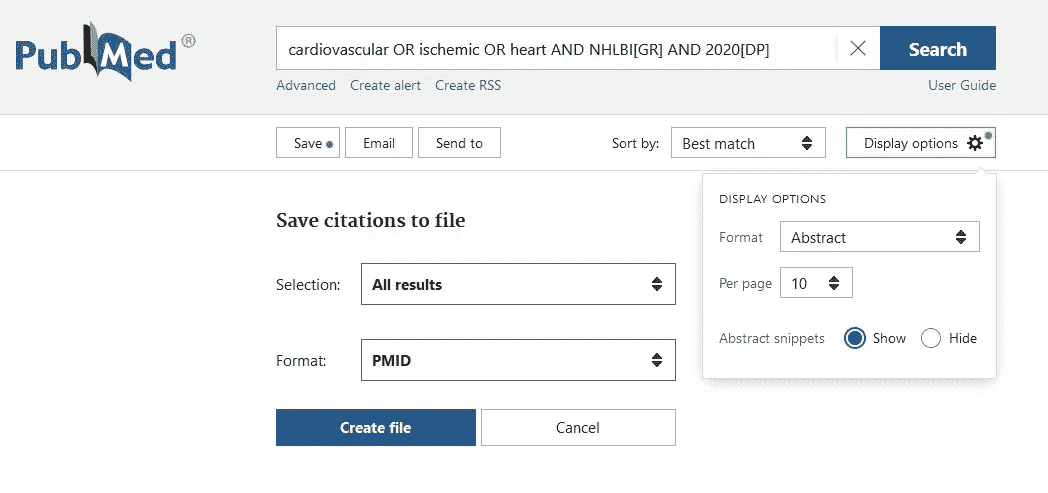 PubMed®
cardiovascular OR ischemic OR heart AND NHLBI[GR] AND 2020[DP]
Search
Advanced Create alert Create RSS User Guide
Save Email Send to Sort by: Best match Display options
DISPLAY OPTIONS
Format Abstract
Per page 10
Abstract snippets Show Hide
Save citations to file
Selection: All results
Format: PMID
Create file Cancel